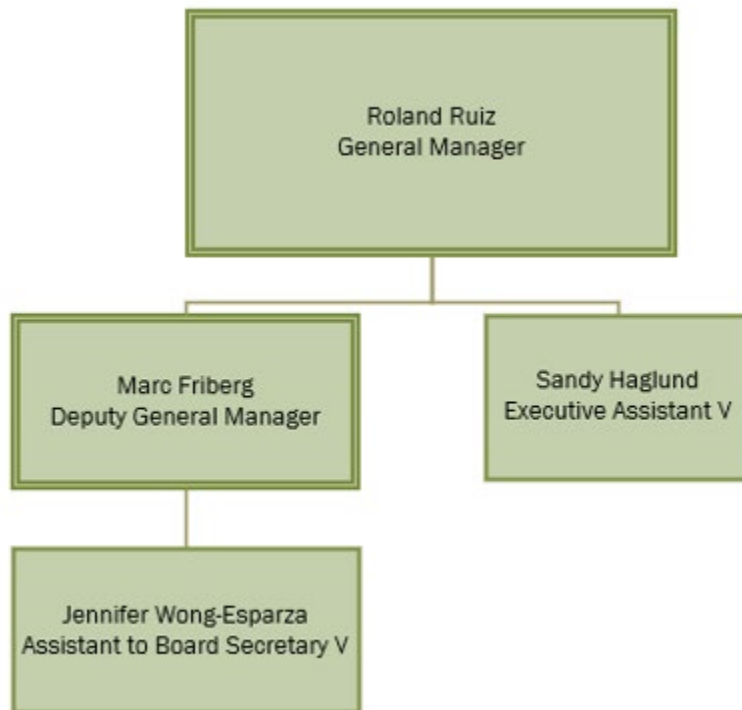 Roland Ruiz
General Manager
Marc Friberg
Deputy General Manager
Sandy Haglund
Executive Assistant V
Jennifer Wong-Esparza
Assistant to Board Secretary V